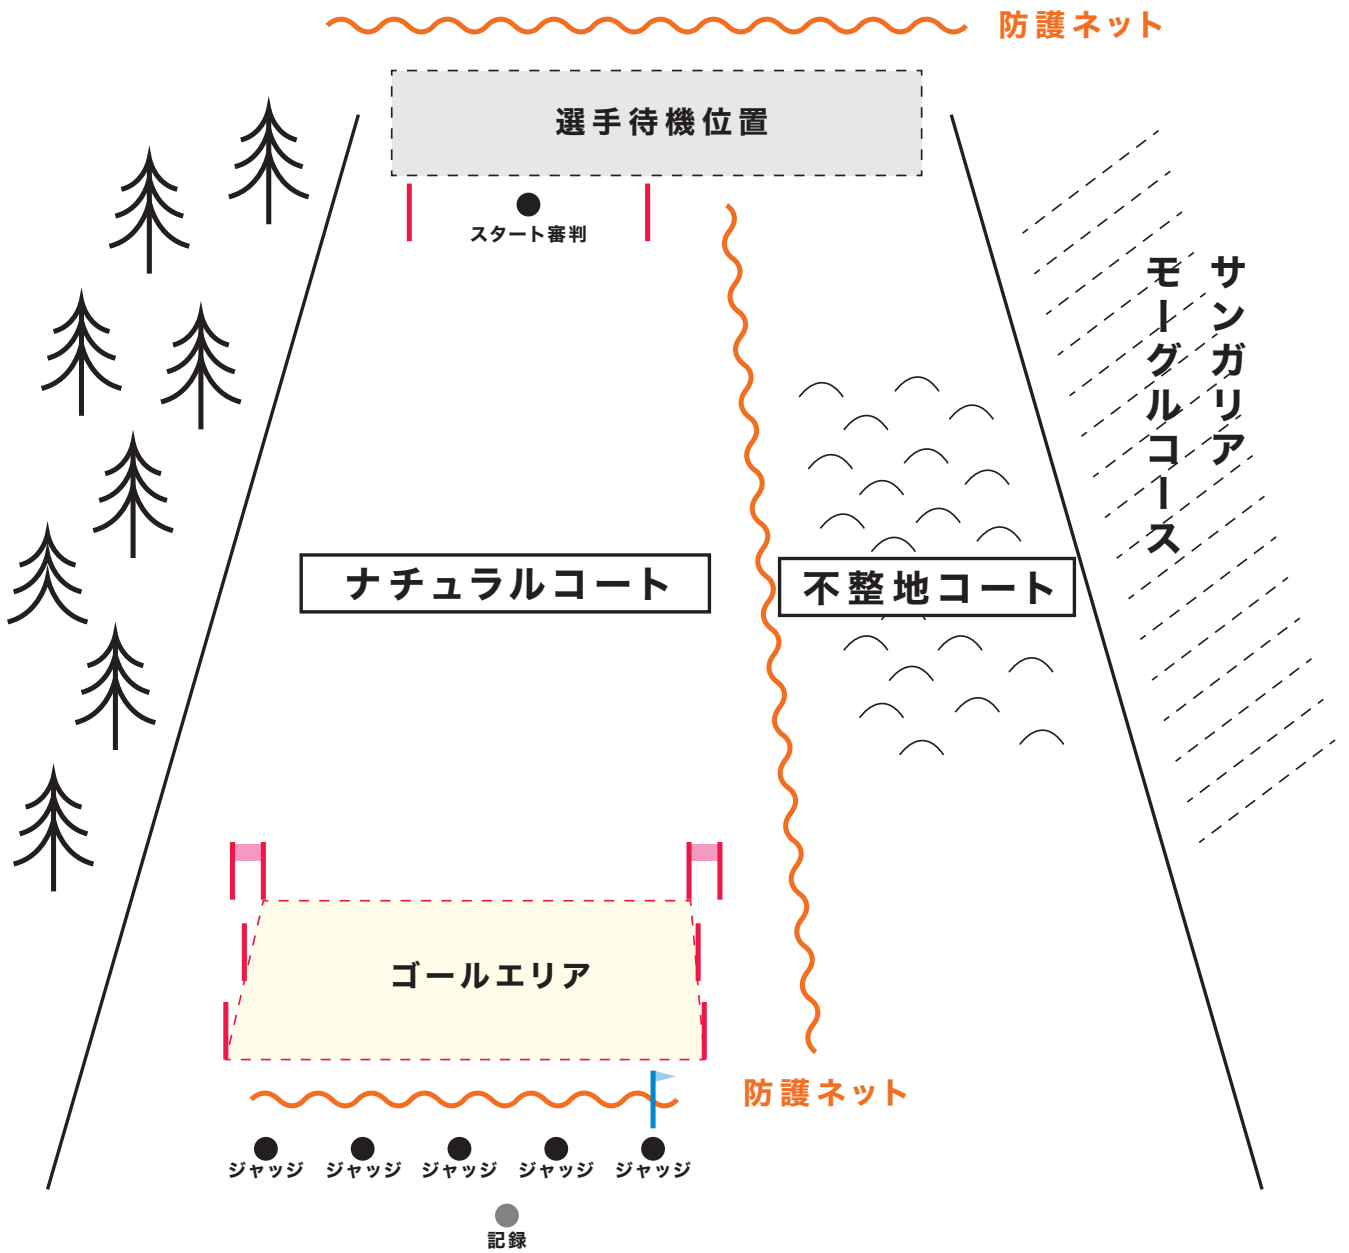 防護ネット
選手待機位置
スタート審判
サンガリア
モーグルコース
ナチュラルコート
不整地コート
ゴールエリア
防護ネット
ジャッジ
ジャッジ
ジャッジ
ジャッジ
ジャッジ
記録